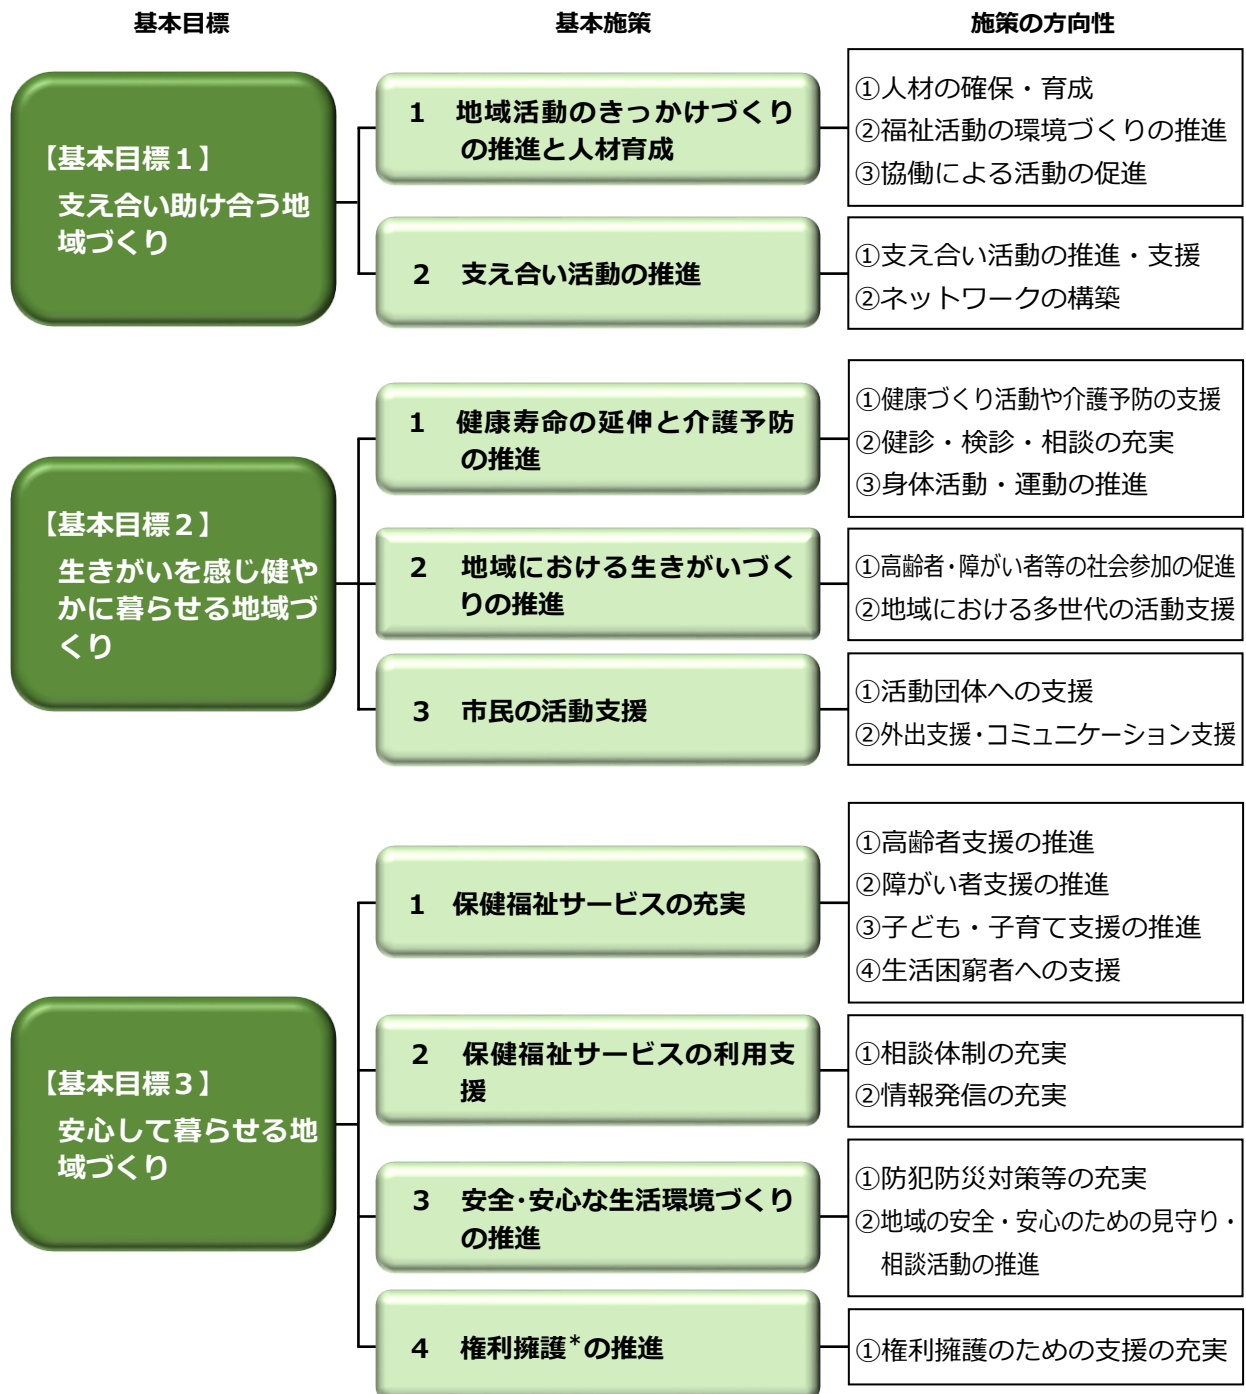 基本目標
基本施策
施策の方向性
【基本目標１】
支え合い助け合う地
域づくり
1 地域活動のきっかけづくり
の推進と人材育成
①人材の確保・育成
②福祉活動の環境づくりの推進
③協働による活動の促進
2 支え合い活動の推進
①支え合い活動の推進・支援
②ネットワークの構築
【基本目標２】
生きがいを感じ健や
かに暮らせる地域づ
くり
1 健康寿命の延伸と介護予防
の推進
①健康づくり活動や介護予防の支援
②健診・検診・相談の充実
③身体活動・運動の推進
2 地域における生きがいづく
りの推進
①高齢者・障がい者等の社会参加の促進
②地域における多世代の活動支援
3 市民の活動支援
①活動団体への支援
②外出支援・コミュニケーション支援
【基本目標３】
安心して暮らせる地
域づくり
1 保健福祉サービスの充実
①高齢者支援の推進
②障がい者支援の推進
③子ども・子育て支援の推進
④生活困窮者への支援
2 保健福祉サービスの利用支
援
①相談体制の充実
②情報発信の充実
3 安全・安心な生活環境づくり
の推進
①防犯防災対策等の充実
②地域の安全・安心のための見守り・
相談活動の推進
4 権利擁護*の推進
①権利擁護のための支援の充実